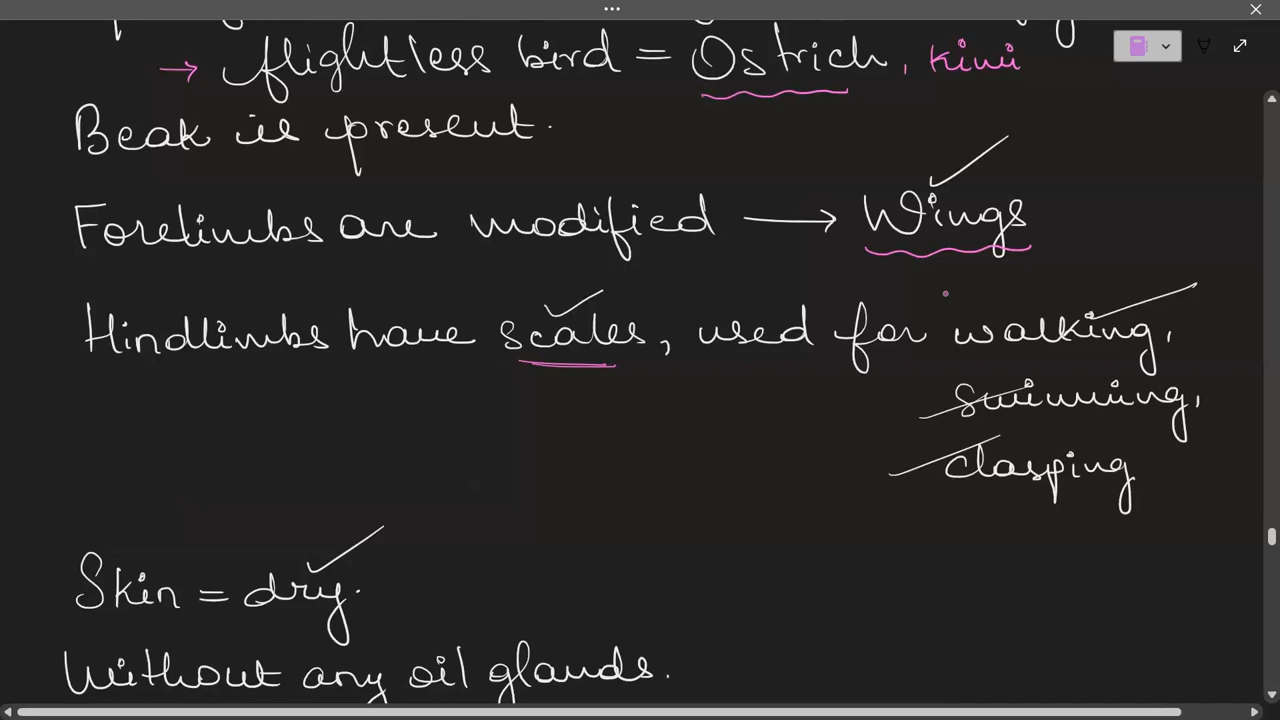 → flightless bird = Ostrich, kiwi
Beak is present.
Forelimbs are modified → Wings
Hindlimbs have scales, used for walking,
swimming,
clasping
Skin = dry.
Without any oil glands.